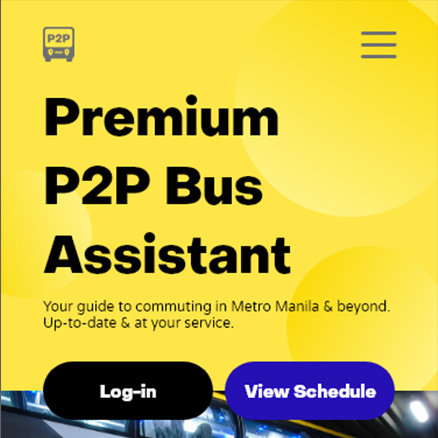 P2P
Premium
P2P Bus
Assistant
Your guide to commuting in Metro Manila & beyond.
Up-to-date & at your service.
Log-in
View Schedule